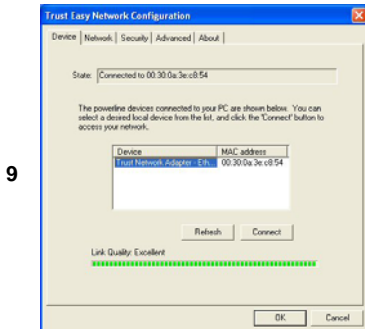 Trust Easy Network Configuration
Device Network Security Advanced About
State: Connected to 00:30:0a:3e:c8:54
The powerline devices connected to your PC are shown below. You can
select a desired local device from the list, and click the 'Connect' button to
access your network.
Device MAC address
Trust Network Adapter - Eth... 00:30:0a:3e:c8:54
9
Refresh Connect
Link Quality: Excellent
OK Cancel